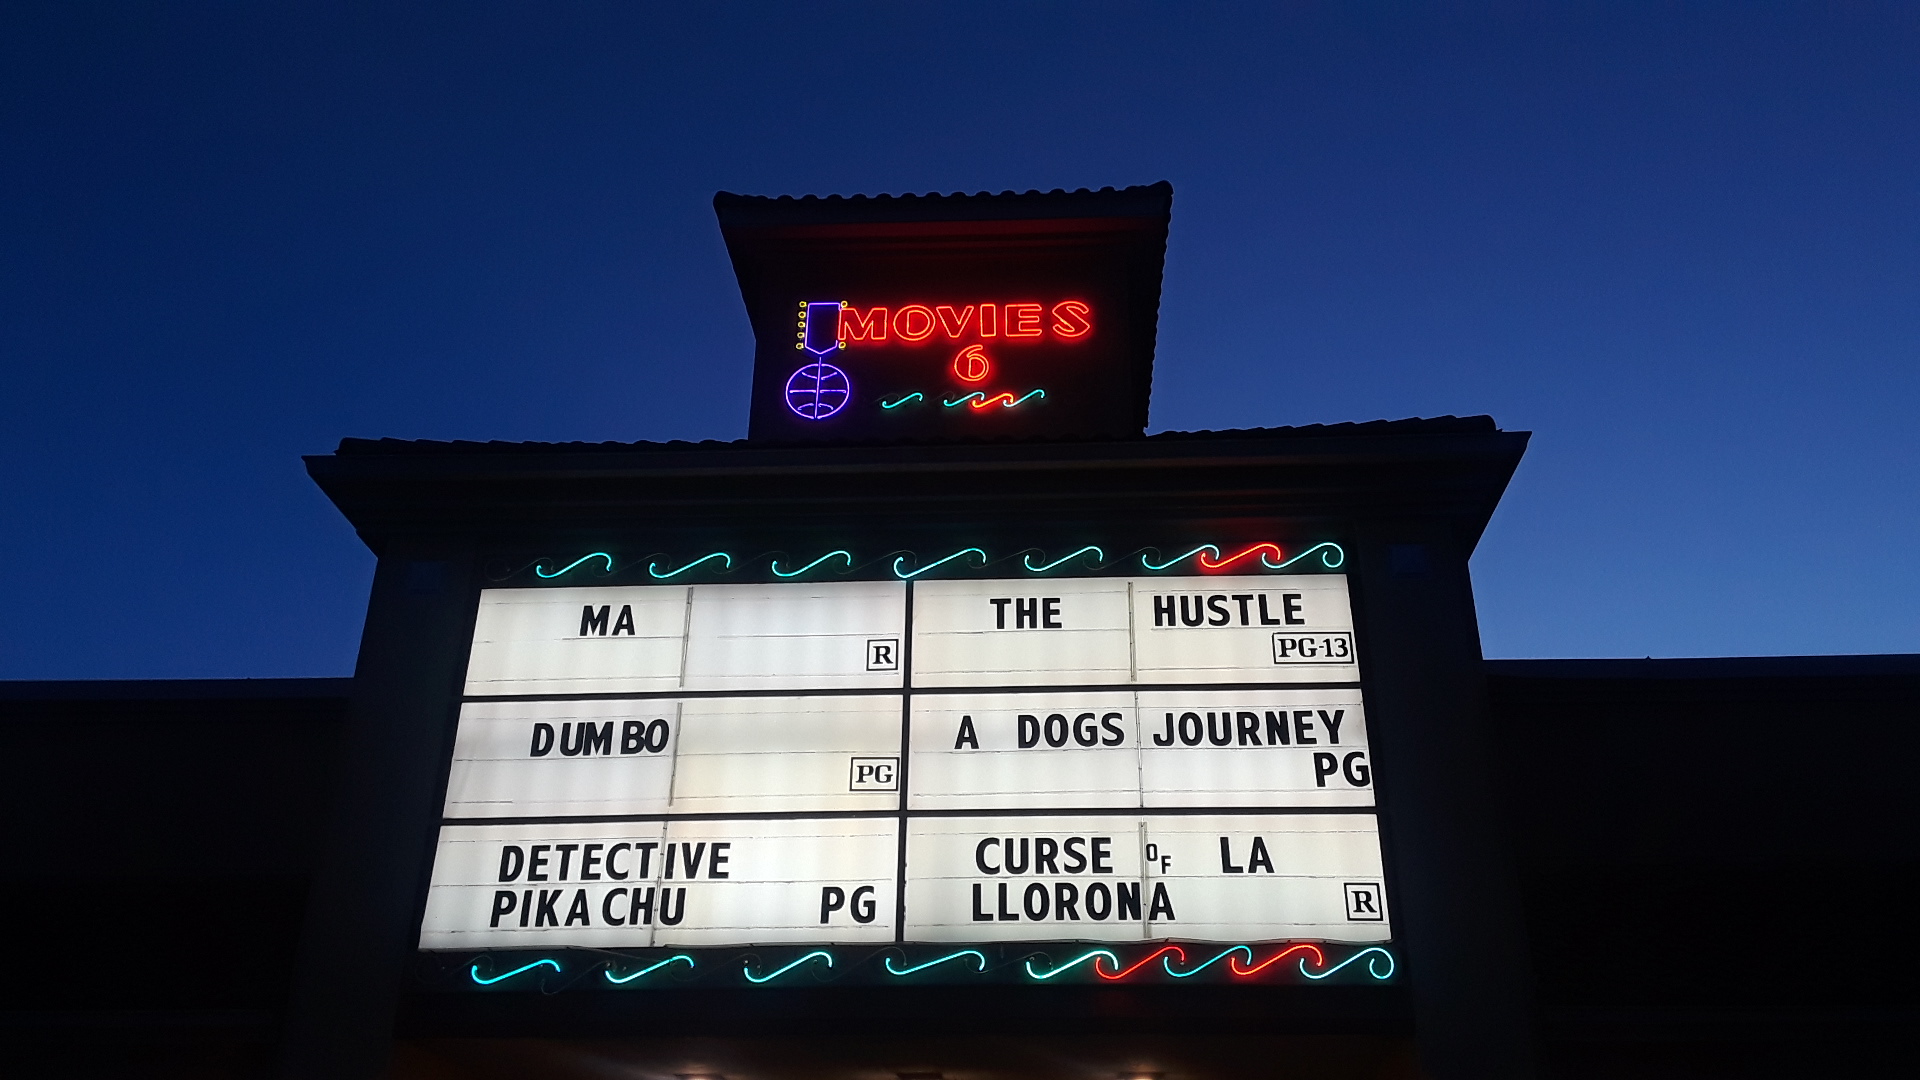 MOVIES
6
MA
R
THE HUSTLE
PG-13
DUMBO
PG
A DOGS JOURNEY
PG
DETECTIVE
PIKACHU PG
CURSE OF LA
LLORONA
R